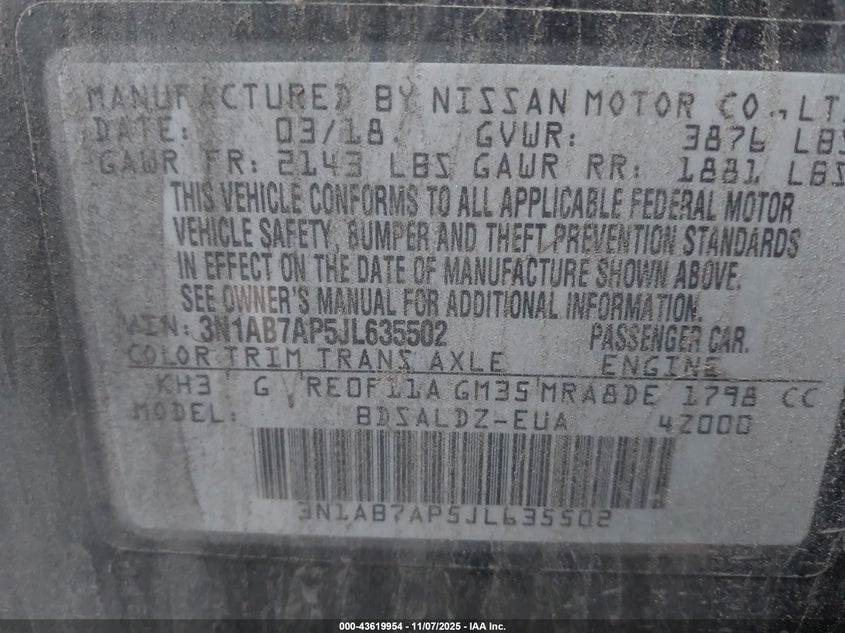 MANUFACTURED BY NISSAN MOTOR CO., LT
DATE: 03/18 GVWR: 3876 LBS
GAWR FR: 2143 LBS GAWR RR: 1881 LBS
THIS VEHICLE CONFORMS TO ALL APPLICABLE FEDERAL MOTOR
VEHICLE SAFETY, BUMPER AND THEFT PREVENTION STANDARDS
IN EFFECT ON THE DATE OF MANUFACTURE SHOWN ABOVE.
SEE OWNER'S MANUAL FOR ADDITIONAL INFORMATION.
VIN: 3N1AB7AP5JL635502 PASSENGER CAR.
COLOR TRIM TRANS AXLE ENGINE
KH3 G RE0F11A GM35 MRA8DE 1798 CC
MODEL: BDSALDZ-EUA 4Z000
3N1AB7AP5JL635502
000-43619954 - 11/07/2025 - IAA Inc.